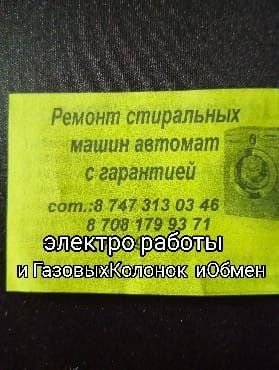 Ремонт стиральных
машин автомат
с гарантией
com.:8 747 313 03 46
8 708 179 93 71
электро работы
и ГазовыхКолонок иОбмен